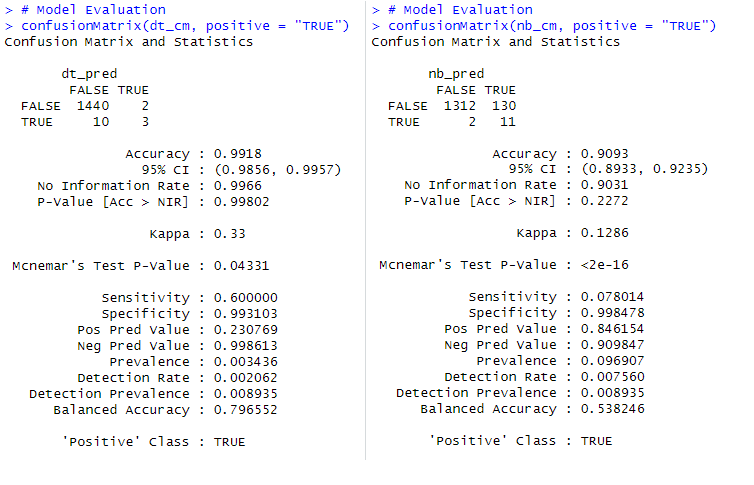 > # Model Evaluation
> confusionMatrix(dt_cm, positive = "TRUE")
Confusion Matrix and Statistics
dt_pred
FALSE TRUE
FALSE 1440 2
TRUE 10 3
Accuracy : 0.9918
95% CI : (0.9856, 0.9957)
No Information Rate : 0.9966
P-Value [Acc > NIR] : 0.99802
Kappa : 0.33
Mcnemar's Test P-Value : 0.04331
Sensitivity : 0.600000
Specificity : 0.993103
Pos Pred Value : 0.230769
Neg Pred Value : 0.998613
Prevalence : 0.003436
Detection Rate : 0.002062
Detection Prevalence : 0.008935
Balanced Accuracy : 0.796552
'Positive' Class : TRUE
> # Model Evaluation
> confusionMatrix(nb_cm, positive = "TRUE")
Confusion Matrix and Statistics
nb_pred
FALSE TRUE
FALSE 1312 130
TRUE 2 11
Accuracy : 0.9093
95% CI : (0.8933, 0.9235)
No Information Rate : 0.9031
P-Value [Acc > NIR] : 0.2272
Kappa : 0.1286
Mcnemar's Test P-Value : <2e-16
Sensitivity : 0.078014
Specificity : 0.998478
Pos Pred Value : 0.846154
Neg Pred Value : 0.909847
Prevalence : 0.096907
Detection Rate : 0.007560
Detection Prevalence : 0.008935
Balanced Accuracy : 0.538246
'Positive' Class : TRUE